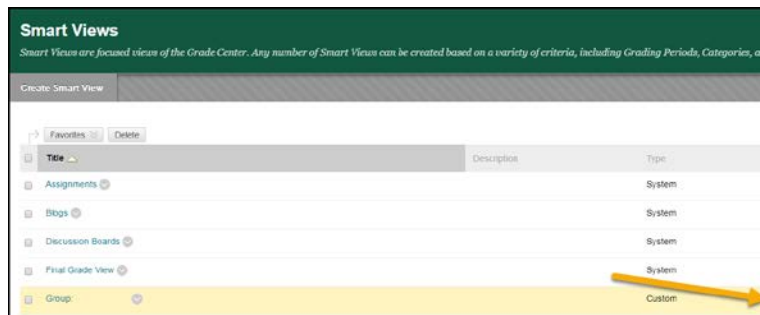 Smart Views
Smart Views are focused views of the Grade Center. Any number of Smart Views can be created based on a variety of criteria, including Grading Periods, Categories, a
Create Smart View
Favorites Delete
Title Description Type
Assignments System
Blogs System
Discussion Boards System
Final Grade View System
Group: Custom